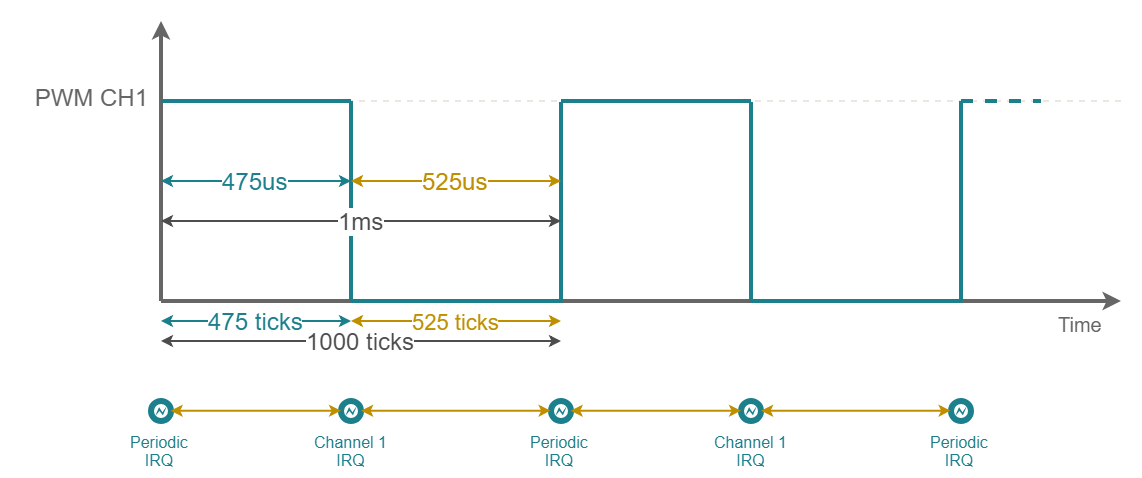 PWM CH1
475us
525us
1ms
475 ticks
525 ticks
1000 ticks
Time
Periodic
IRQ
Channel 1
IRQ
Periodic
IRQ
Channel 1
IRQ
Periodic
IRQ